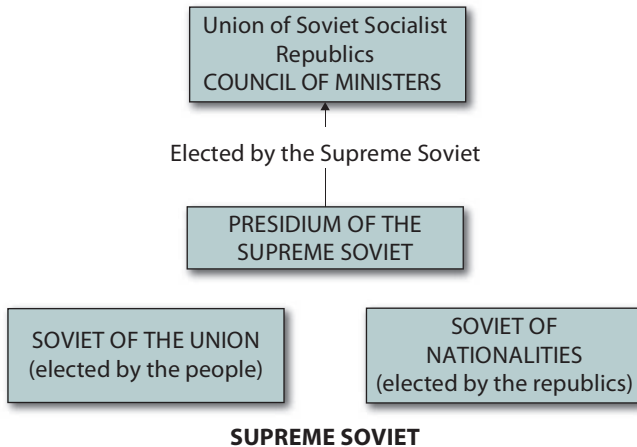 Union of Soviet Socialist
Republics
COUNCIL OF MINISTERS
Elected by the Supreme Soviet
PRESIDIUM OF THE
SUPREME SOVIET
SOVIET OF THE UNION
(elected by the people)
SOVIET OF
NATIONALITIES
(elected by the republics)
SUPREME SOVIET